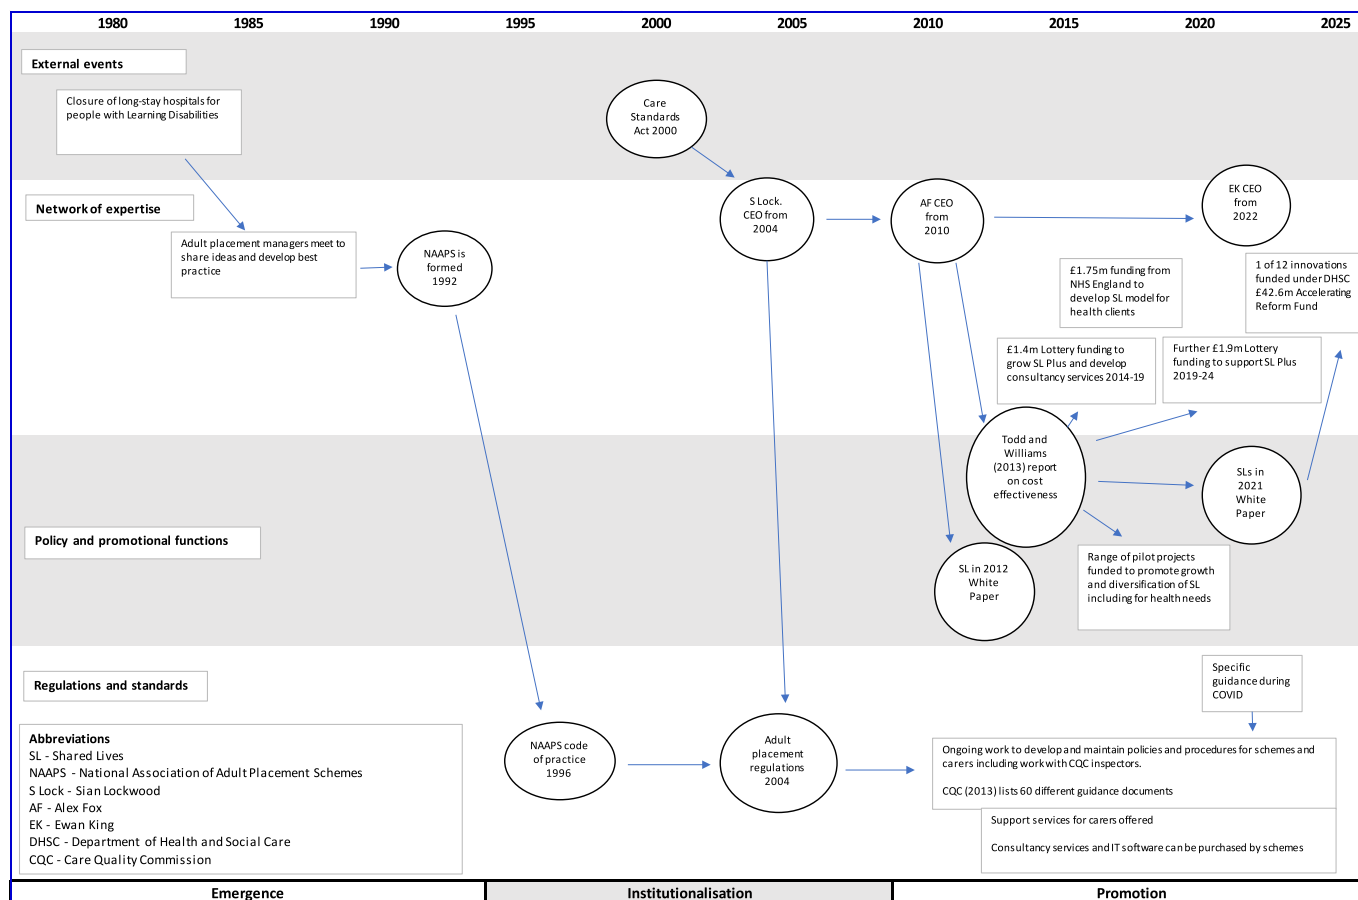 1980 1985 1990 1995 2000 2005 2010 2015 2020 2025
External events
Closure of long-stay hospitals for
people with Learning Disabilities
Care
Standards
Act 2000
Network of expertise
Adult placement managers meet to
share ideas and develop best
practice
NAAPS is
formed
1992
S Lock.
CEO from
2004
AF CEO
from
2010
EK CEO
from
2022
£1.75m funding from
NHS England to
develop SL model for
health clients
1 of 12 innovations
funded under DHSC
£42.6m Accelerating
Reform Fund
£1.4m Lottery funding to
grow SL Plus and develop
consultancy services 2014-19
Further £1.9m Lottery
funding to support SL Plus
2019-24
Policy and promotional functions
Todd and
Williams
(2013) report
on cost
effectiveness
SLs in
2021
White
Paper
SL in 2012
White
Paper
Range of pilot projects
funded to promote growth
and diversification of SL
including for health needs
Regulations and standards
Specific
guidance during
COVID
NAAPS code
of practice
1996
Adult
placement
regulations
2004
Ongoing work to develop and maintain policies and procedures for schemes and
carers including work with CQC inspectors.
CQC (2013) lists 60 different guidance documents
Support services for carers offered
Consultancy services and IT software can be purchased by schemes
Abbreviations
SL - Shared Lives
NAAPS - National Association of Adult Placement Schemes
S Lock - Sian Lockwood
AF - Alex Fox
EK - Ewan King
DHSC - Department of Health and Social Care
CQC - Care Quality Commission
Emergence Institutionalisation Promotion